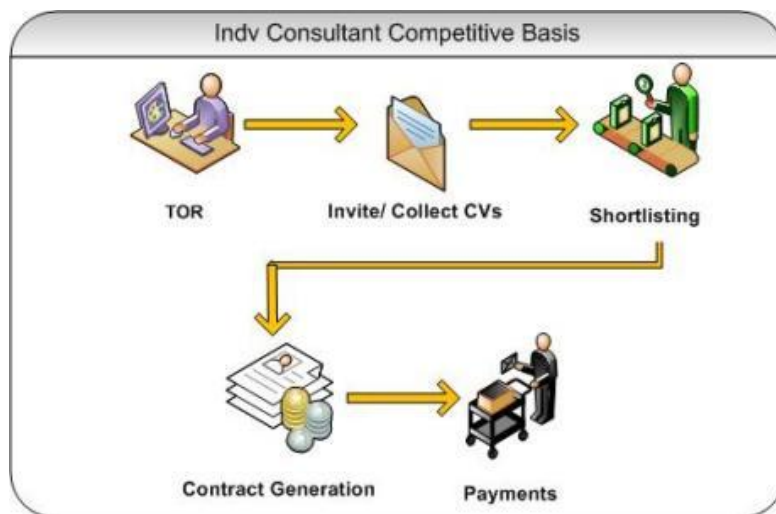 Indv Consultant Competitive Basis
TOR
Invite/ Collect CVs
Shortlisting
Contract Generation
Payments